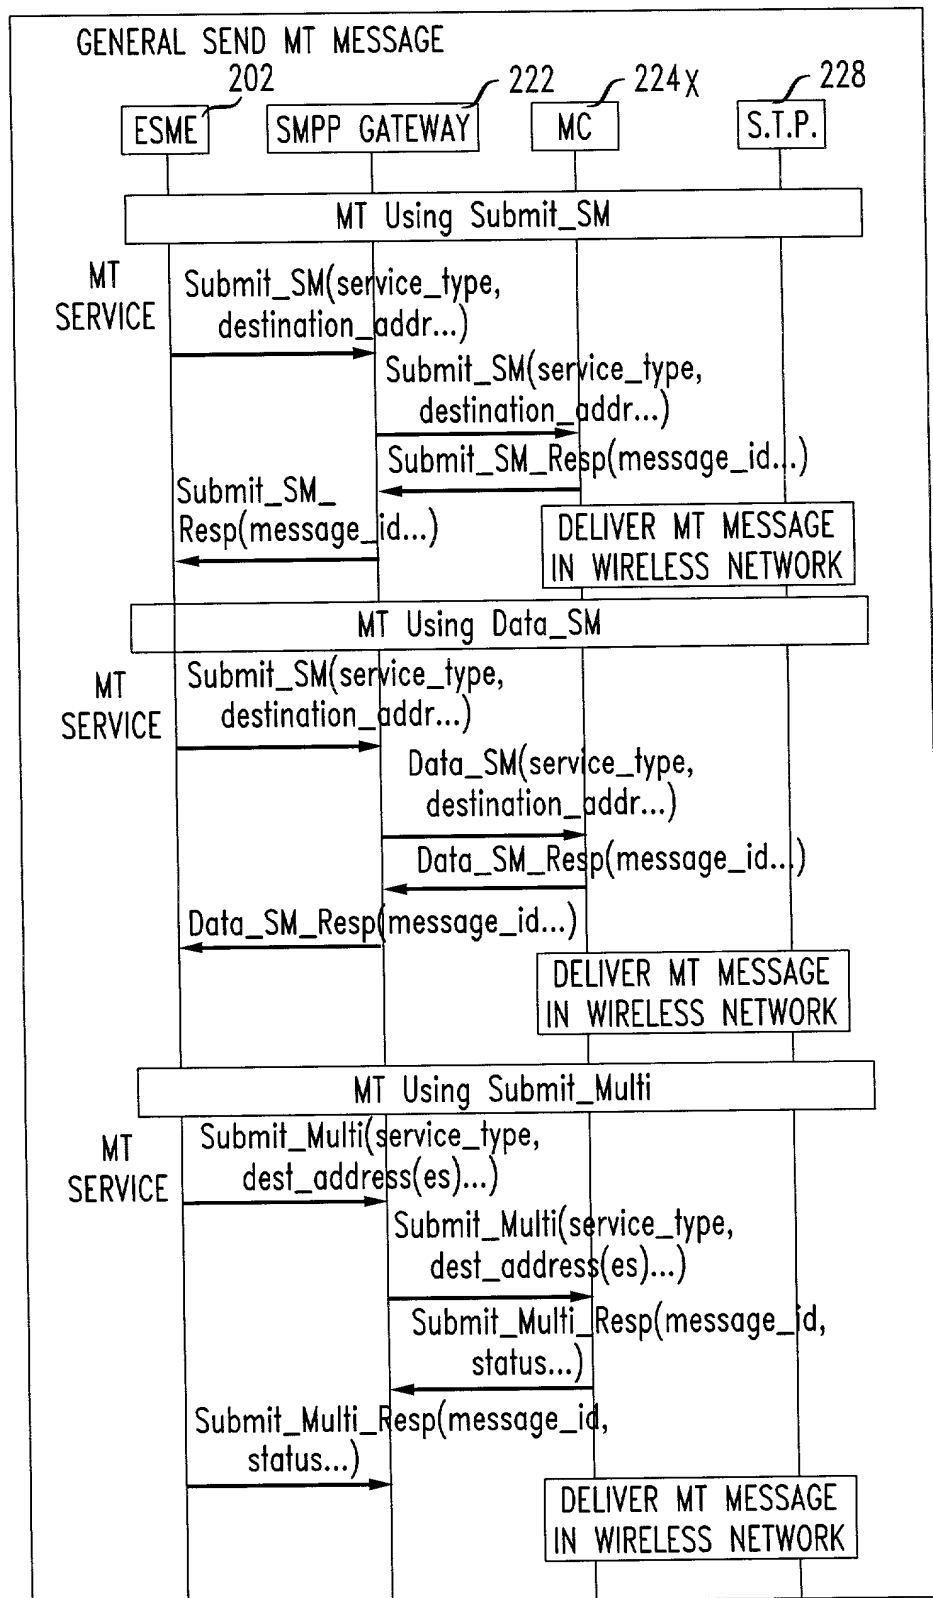 GENERAL SEND MT MESSAGE
202
222
224X
228
ESME
SMPP GATEWAY
MC
S.T.P.
MT Using Submit_SM
MT
SERVICE
Submit_SM(service_type,
destination_addr...)
Submit_SM(service_type,
destination_addr...)
Submit_SM_Resp(message_id...)
Submit_SM_
Resp(message_id...)
DELIVER MT MESSAGE
IN WIRELESS NETWORK
MT Using Data_SM
MT
SERVICE
Submit_SM(service_type,
destination_addr...)
Data_SM(service_type,
destination_addr...)
Data_SM_Resp(message_id...)
Data_SM_Resp(message_id...)
DELIVER MT MESSAGE
IN WIRELESS NETWORK
MT Using Submit_Multi
MT
SERVICE
Submit_Multi(service_type,
dest_address(es)...)
Submit_Multi(service_type,
dest_address(es)...)
Submit_Multi_Resp(message_id,
status...)
Submit_Multi_Resp(message_id,
status...)
DELIVER MT MESSAGE
IN WIRELESS NETWORK